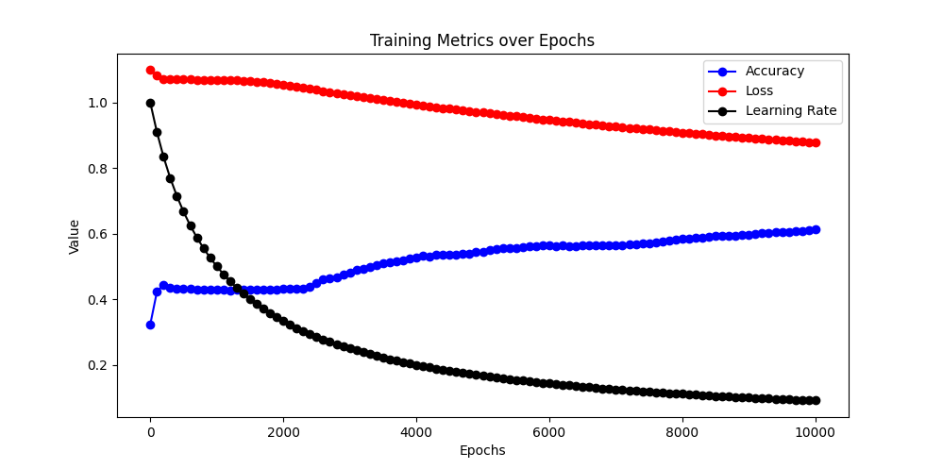 Training Metrics over Epochs
Accuracy
Loss
Learning Rate
1.0
0.8
0.6
0.4
0.2
Value
0
2000
4000
6000
8000
10000
Epochs